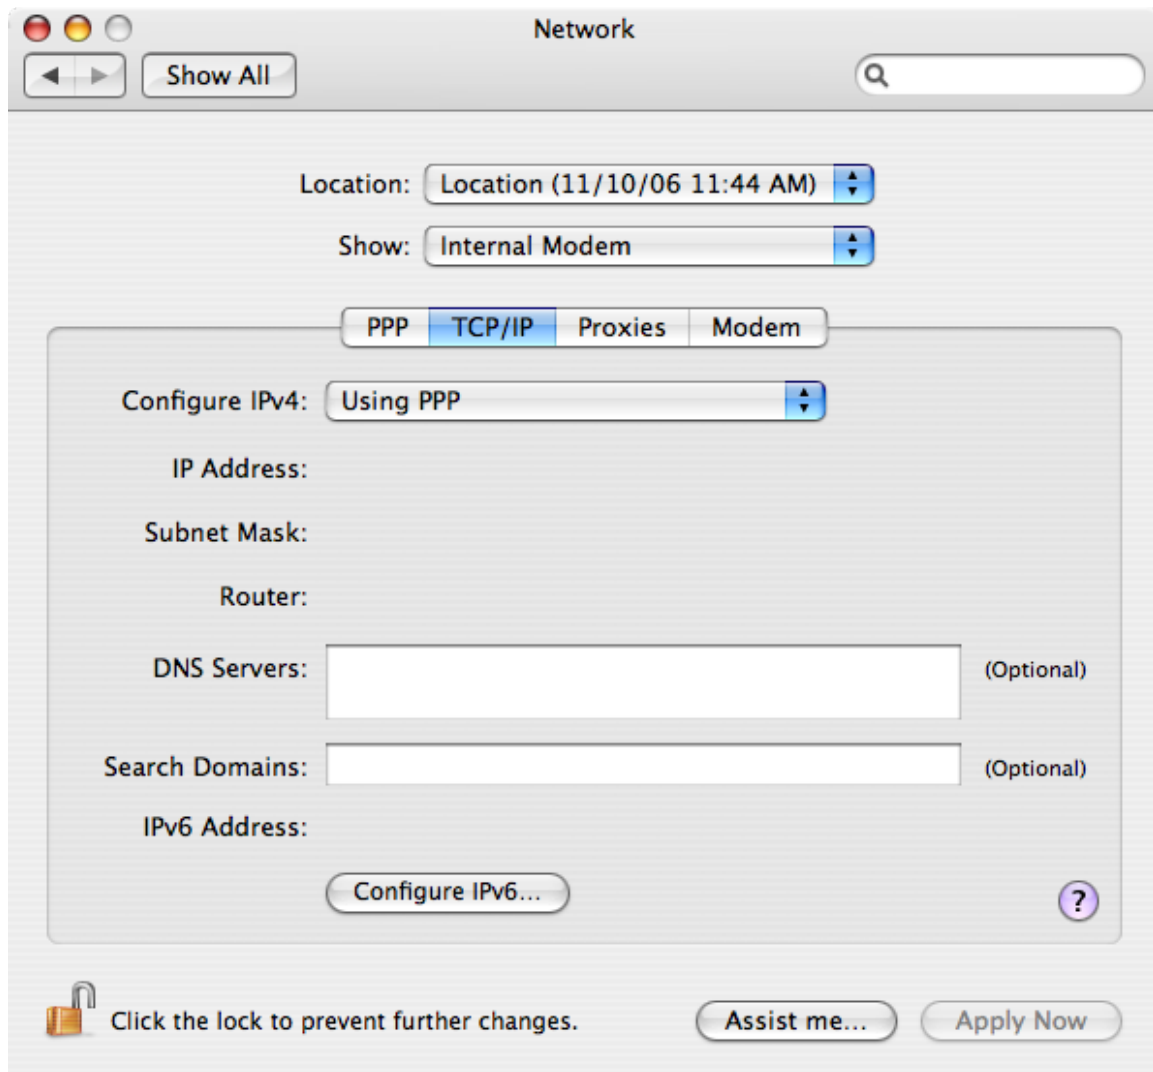 Network
Show All
Location: Location (11/10/06 11:44 AM)
Show: Internal Modem
PPP TCP/IP Proxies Modem
Configure IPv4: Using PPP
IP Address:
Subnet Mask:
Router:
DNS Servers: (Optional)
Search Domains: (Optional)
IPv6 Address:
Configure IPv6...
?
Click the lock to prevent further changes. Assist me... Apply Now